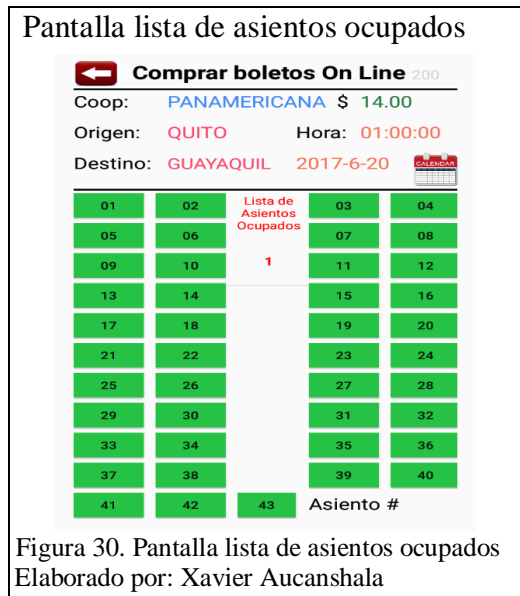 Pantalla lista de asientos ocupados
Comprar boletos On Line 200
Coop: PANAMERICANA $ 14.00
Origen: QUITO Hora: 01:00:00
Destino: GUAYAQUIL 2017-6-20 CALENDAR
01 02 Lista de 03 04
Asientos
05 06 Ocupados 07 08
09 10 1 11 12
13 14 15 16
17 18 19 20
21 22 23 24
25 26 27 28
29 30 31 32
33 34 35 36
37 38 39 40
41 42 43 Asiento #
Figura 30. Pantalla lista de asientos ocupados
Elaborado por: Xavier Aucanshala